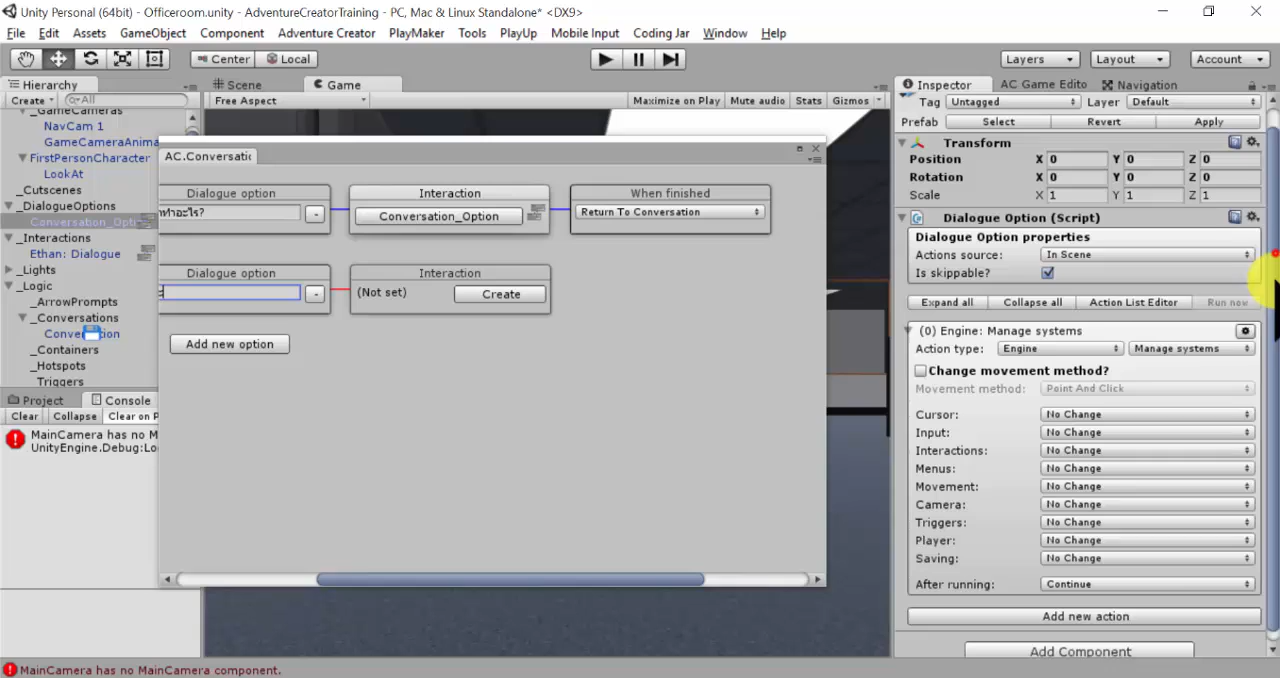 Unity Personal (64bit) - Officeroom.unity - AdventureCreatorTraining - PC, Mac & Linux Standalone* <DX9>
File Edit Assets GameObject Component Adventure Creator PlayMaker Tools PlayUp Mobile Input Coding Jar Window Help
Center Local Layers Layout Account
Hierarchy Scene Game Inspector AC Game Edito Navigation
Create All Free Aspect Maximize on Play Mute audio Stats Gizmos
Tag Untagged Layer Default
Prefab Select Revert Apply
_GameCameras
NavCam 1
GameCameraAnima
FirstPersonCharacter
LookAt
_Cutscenes
_DialogueOptions
Conversation_Opti
_Interactions
Ethan: Dialogue
_Lights
_Logic
_ArrowPrompts
_Conversations
_Containers
_Hotspots
Triggers
Project Console
Clear Collapse Clear on P
MainCamera has no M
UnityEngine.Debug:Lo
AC.Conversatic
Dialogue option Interaction When finished
ทำอะไร? - Conversation_Option Return To Conversation
Dialogue option Interaction
- (Not set) Create
Add new option
Transform
Position X 0 Y 0 Z 0
Rotation X 0 Y 0 Z 0
Scale X 1 Y 1 Z 1
Dialogue Option (Script)
Dialogue Option properties
Actions source: In Scene
Is skippable?
Expand all Collapse all Action List Editor Run now
(0) Engine: Manage systems
Action type: Engine Manage systems
Change movement method?
Movement method: Point And Click
Cursor: No Change
Input: No Change
Interactions: No Change
Menus: No Change
Movement: No Change
Camera: No Change
Triggers: No Change
Player: No Change
Saving: No Change
After running: Continue
Add new action
Add Component
MainCamera has no MainCamera component.